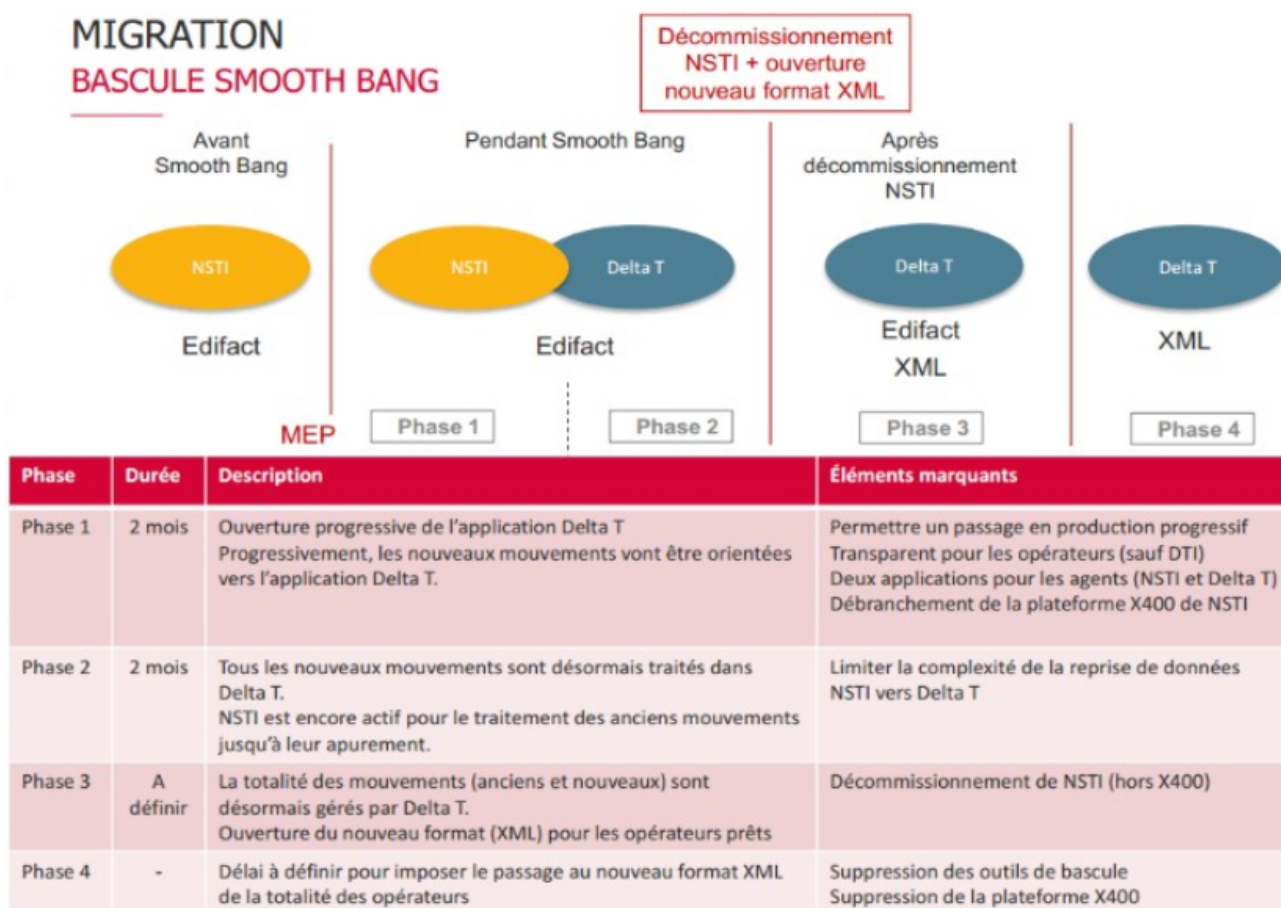 MIGRATION
BASCULE SMOOTH BANG
Décommissionnement
NSTI + ouverture
nouveau format XML
Avant
Smooth Bang
Pendant Smooth Bang
Après
décommissionnement
NSTI
NSTI
NSTI
Delta T
Delta T
Delta T
Edifact
Edifact
Edifact
XML
XML
MEP
Phase 1
Phase 2
Phase 3
Phase 4
Phase
Durée
Description
Éléments marquants
Phase 1
2 mois
Ouverture progressive de l'application Delta T
Progressivement, les nouveaux mouvements vont être orientées
vers l'application Delta T.
Permettre un passage en production progressif
Transparent pour les opérateurs (sauf DTI)
Deux applications pour les agents (NSTI et Delta T)
Débranchement de la plateforme X400 de NSTI
Phase 2
2 mois
Tous les nouveaux mouvements sont désormais traités dans
Delta T.
NSTI est encore actif pour le traitement des anciens mouvements
jusqu'à leur apurement.
Limiter la complexité de la reprise de données
NSTI vers Delta T
Phase 3
A
définir
La totalité des mouvements (anciens et nouveaux) sont
désormais gérés par Delta T.
Ouverture du nouveau format (XML) pour les opérateurs prêts
Décommissionnement de NSTI (hors X400)
Phase 4
-
Délai à définir pour imposer le passage au nouveau format XML
de la totalité des opérateurs
Suppression des outils de bascule
Suppression de la plateforme X400